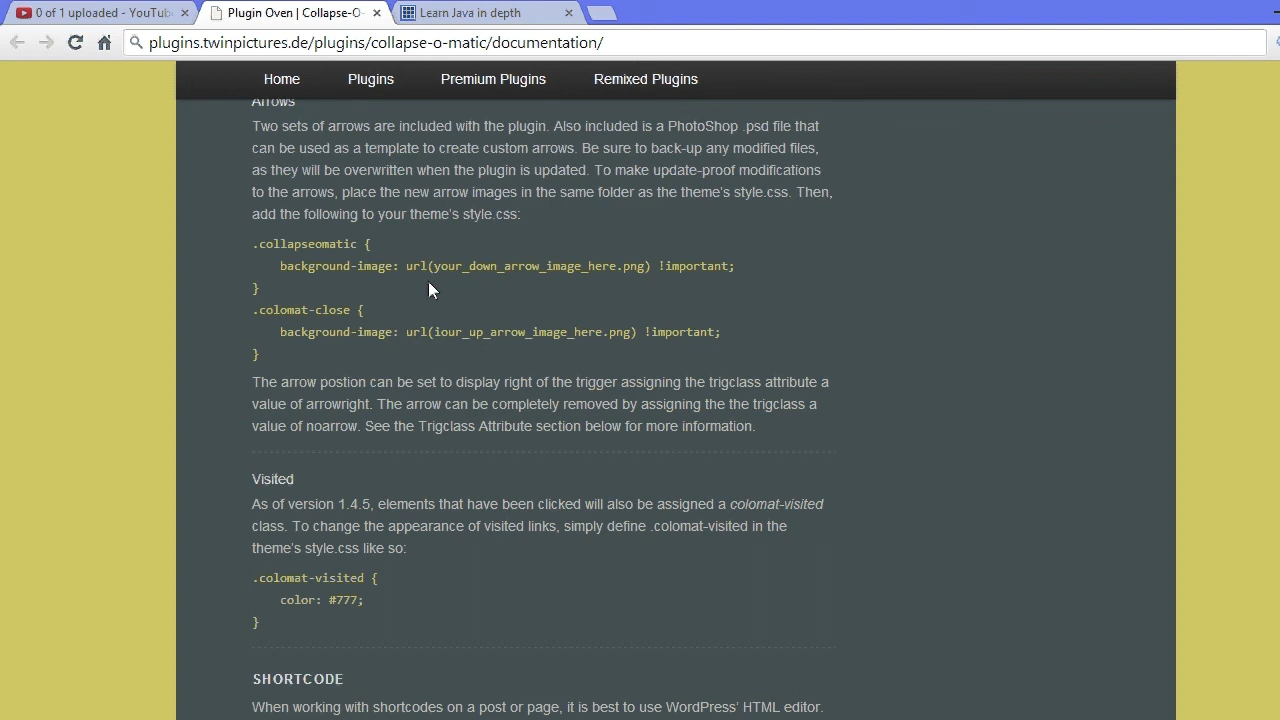 0 of 1 uploaded - YouTub
Plugin Oven | Collapse-O-
Learn Java in depth
plugins.twinpictures.de/plugins/collapse-o-matic/documentation/
Home Plugins Premium Plugins Remixed Plugins
Arrows
Two sets of arrows are included with the plugin. Also included is a PhotoShop .psd file that
can be used as a template to create custom arrows. Be sure to back-up any modified files,
as they will be overwritten when the plugin is updated. To make update-proof modifications
to the arrows, place the new arrow images in the same folder as the theme's style.css. Then,
add the following to your theme's style.css:
.collapseomatic {
background-image: url(your_down_arrow_image_here.png) !important;
}
.colomat-close {
background-image: url(iour_up_arrow_image_here.png) !important;
}
The arrow postion can be set to display right of the trigger assigning the trigclass attribute a
value of arrowright. The arrow can be completely removed by assigning the the trigclass a
value of noarrow. See the Trigclass Attribute section below for more information.
Visited
As of version 1.4.5, elements that have been clicked will also be assigned a colomat-visited
class. To change the appearance of visited links, simply define .colomat-visited in the
theme's style.css like so:
.colomat-visited {
color: #777;
}
SHORTCODE
When working with shortcodes on a post or page, it is best to use WordPress' HTML editor.